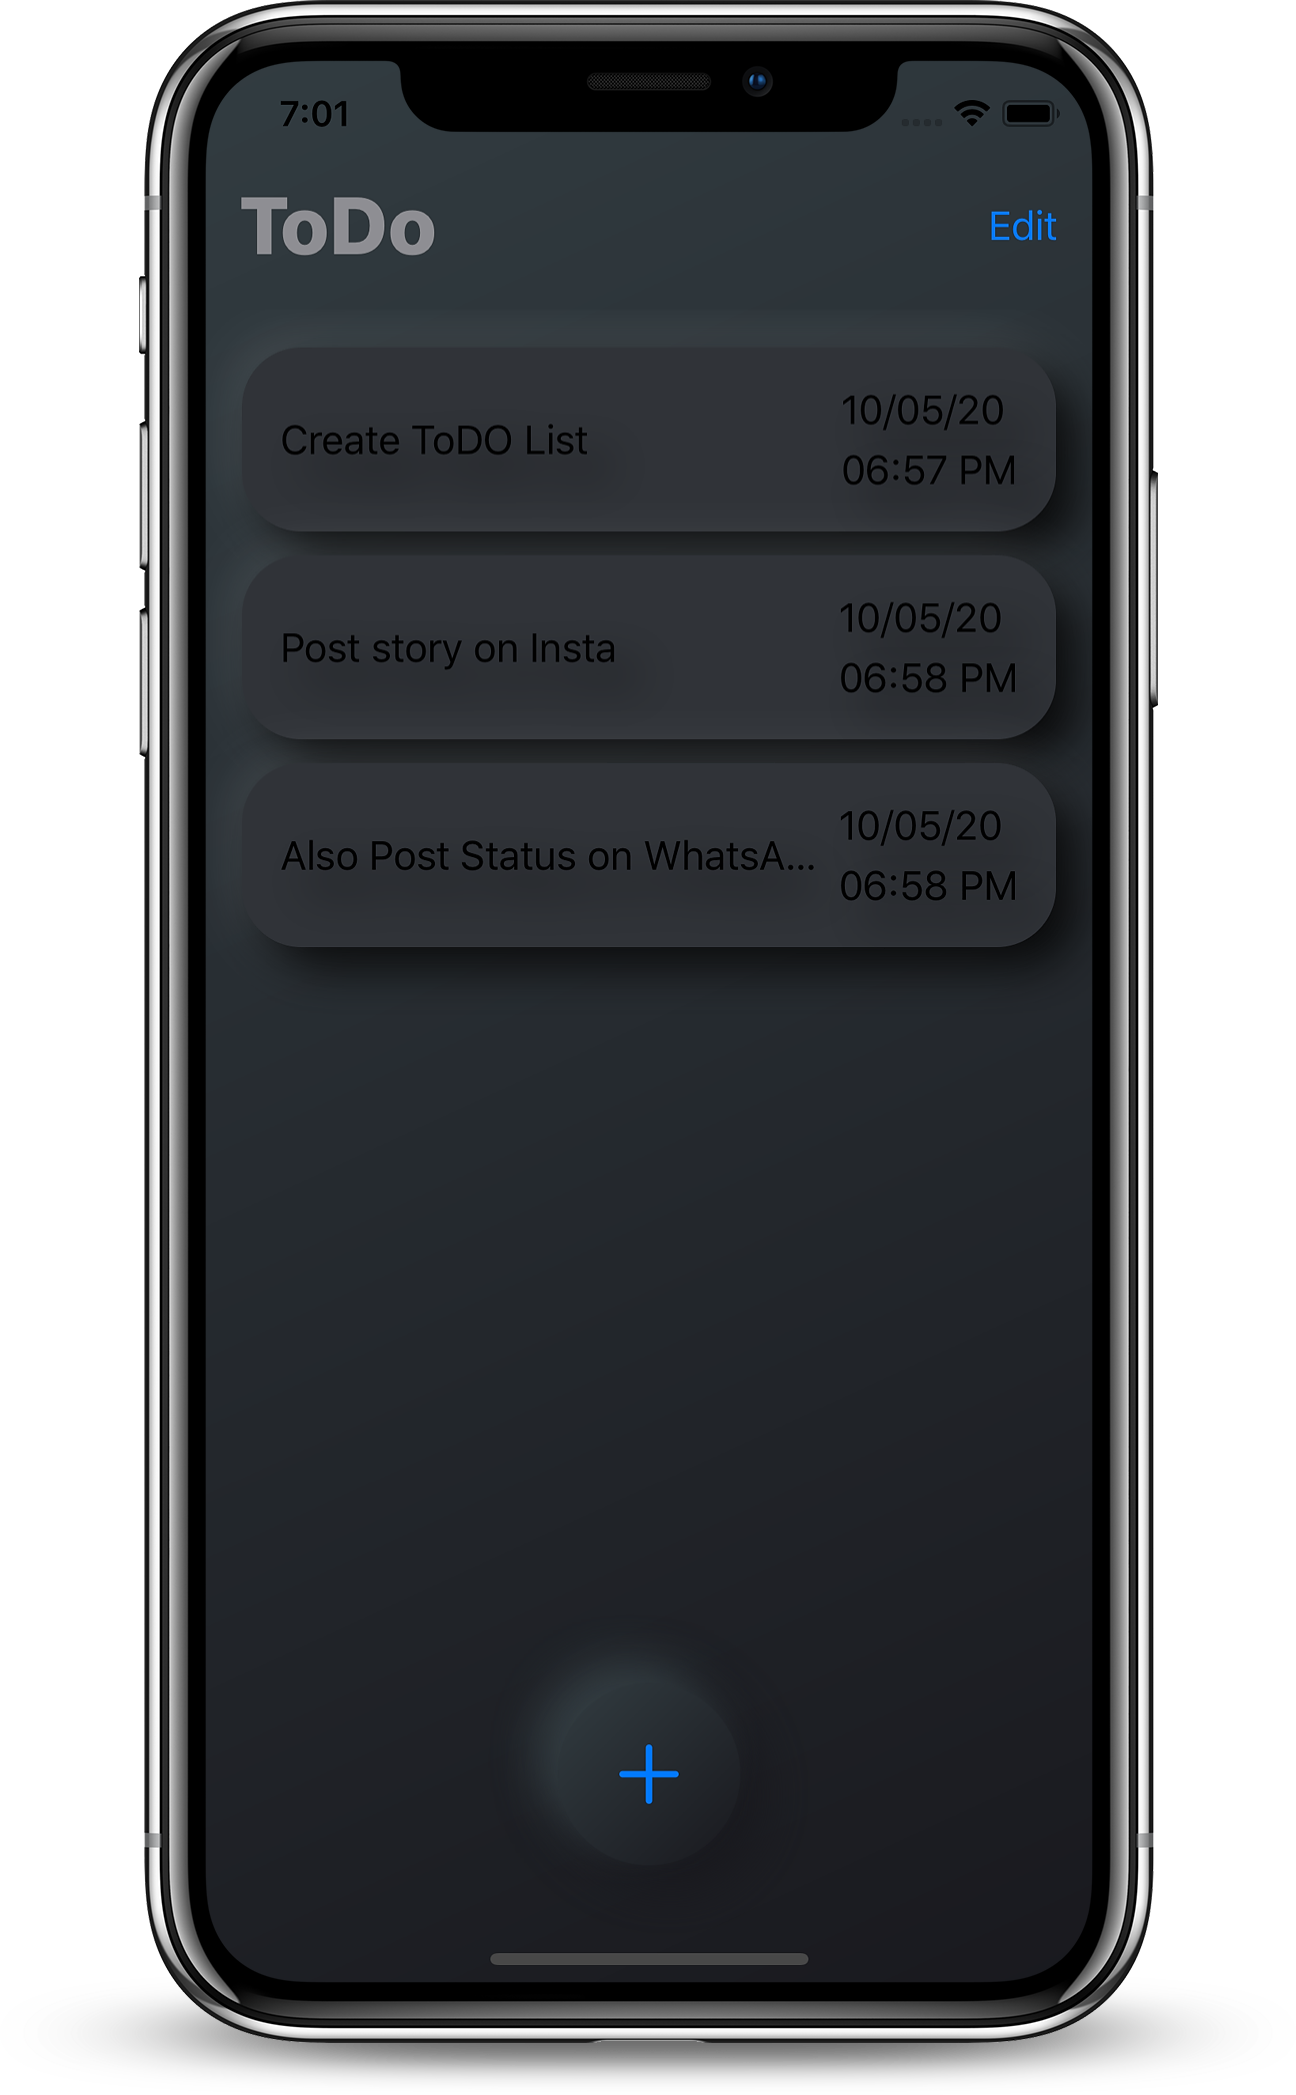 7:01
ToDo
Edit
Create ToDO List
10/05/20
06:57 PM
Post story on Insta
10/05/20
06:58 PM
Also Post Status on WhatsA...
10/05/20
06:58 PM